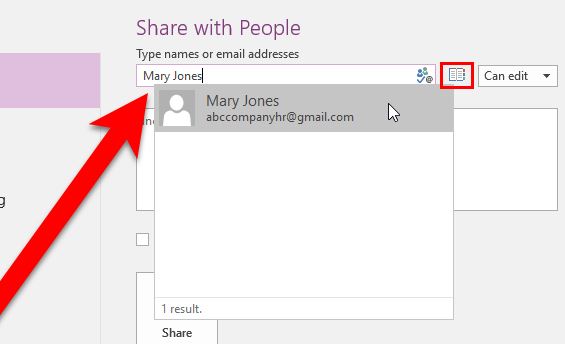 Share with People
Type names or email addresses
Mary Jones
Can edit
Mary Jones
abccompanyhr@gmail.com
1 result.
Share